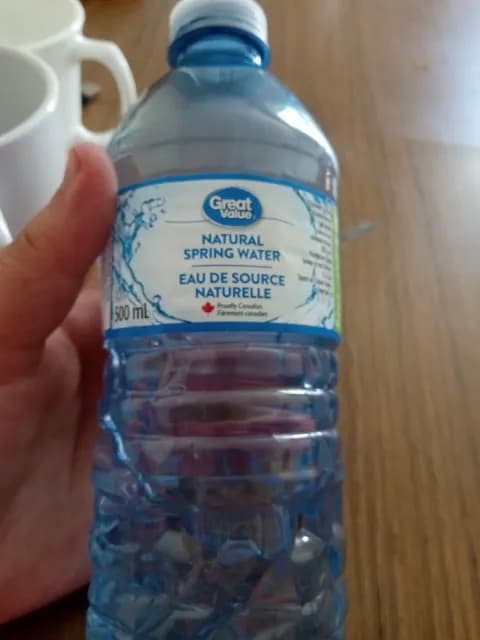 Great
Value
NATURAL
SPRING WATER
EAU DE SOURCE
NATURELLE
Proudly Canadian
Fièrement canadien
500 mL